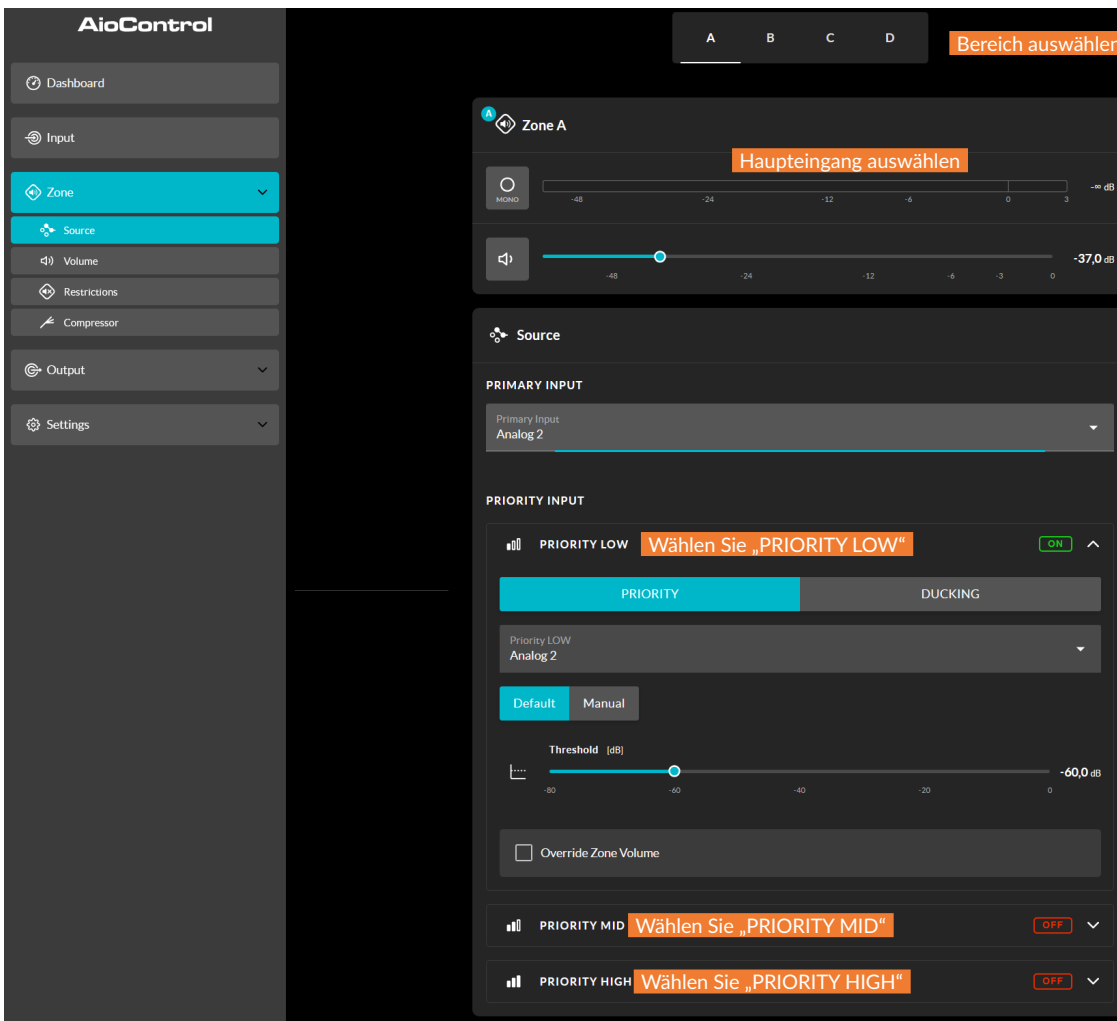 AioControl
Dashboard
Input
Zone
Source
Volume
Restrictions
Compressor
Output
Settings
A B C D
Bereich auswählen
A
Zone A
Haupteingang auswählen
MONO
-48 -24 -12 -6 0 3
-∞ dB
-37,0 dB
-48 -24 -12 -6 -3 0
Source
PRIMARY INPUT
Primary Input
Analog 2
PRIORITY INPUT
PRIORITY LOW Wählen Sie „PRIORITY LOW“ ON
PRIORITY DUCKING
Priority LOW
Analog 2
Default Manual
Threshold [dB]
-60,0 dB
-80 -60 -40 -20 0
Override Zone Volume
PRIORITY MID Wählen Sie „PRIORITY MID“ OFF
PRIORITY HIGH Wählen Sie „PRIORITY HIGH“ OFF